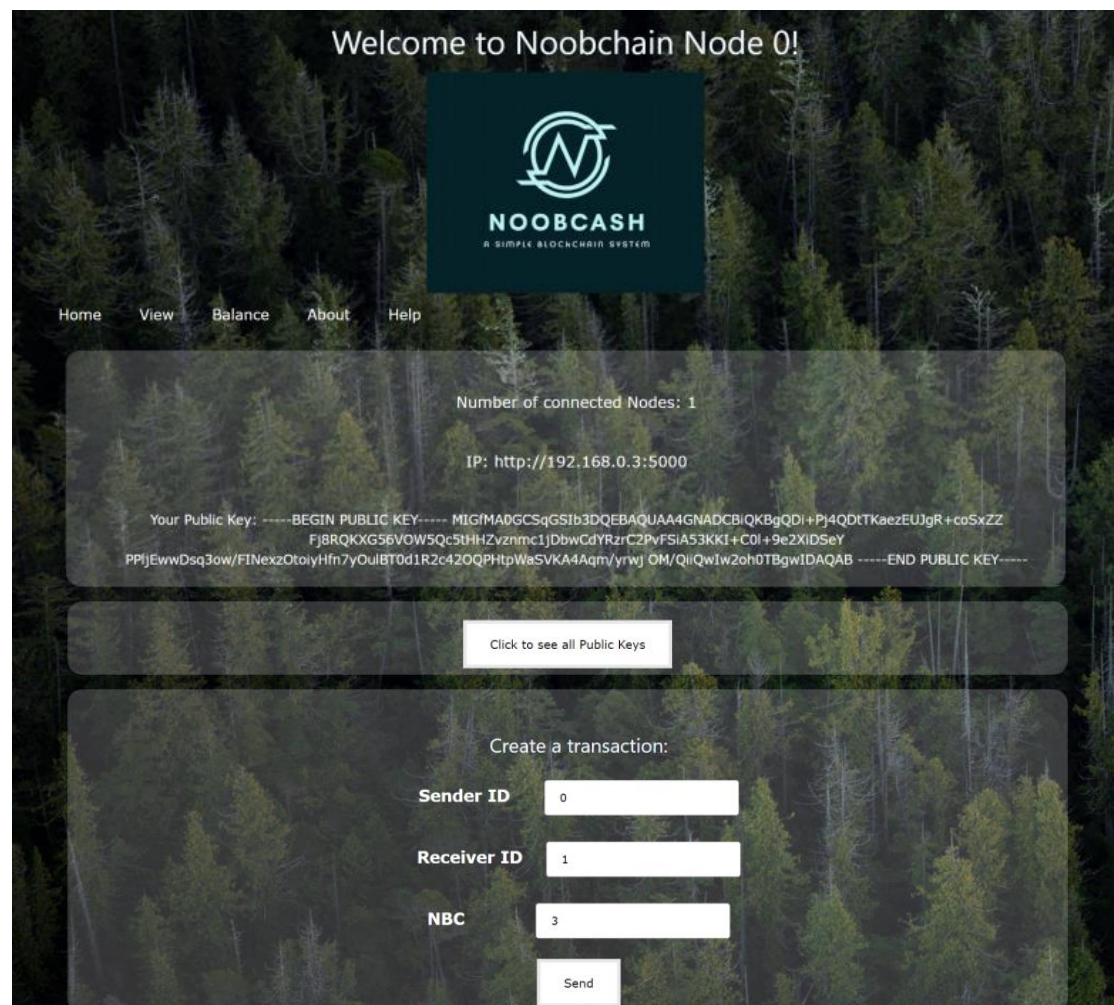 Welcome to Noobchain Node 0!
NOOBCASH
A SIMPLE BLOCKCHAIN SYSTEM
Home View Balance About Help
Number of connected Nodes: 1
IP: http://192.168.0.3:5000
Your Public Key: -----BEGIN PUBLIC KEY----- MIGfMA0GCSqGSIb3DQEBAQUAA4GNADCBiQKBgQDi+Pj4QDtTKaezEUJgR+coSxZZ
Fj8RQKXG56VOW5Qc5tHHZvznmc1jDbwCdYRzrC2PvFSiA53KKI+C0l+9e2XiDSeY
PPljEwwDsq3ow/FINexzOtoiyHfn7yOulBT0d1R2c42OQPHtpWaSVKA4Aqm/yrwj OM/QiiQwIw2oh0TBgwIDAQAB -----END PUBLIC KEY-----
Click to see all Public Keys
Create a transaction:
Sender ID 0
Receiver ID 1
NBC 3
Send